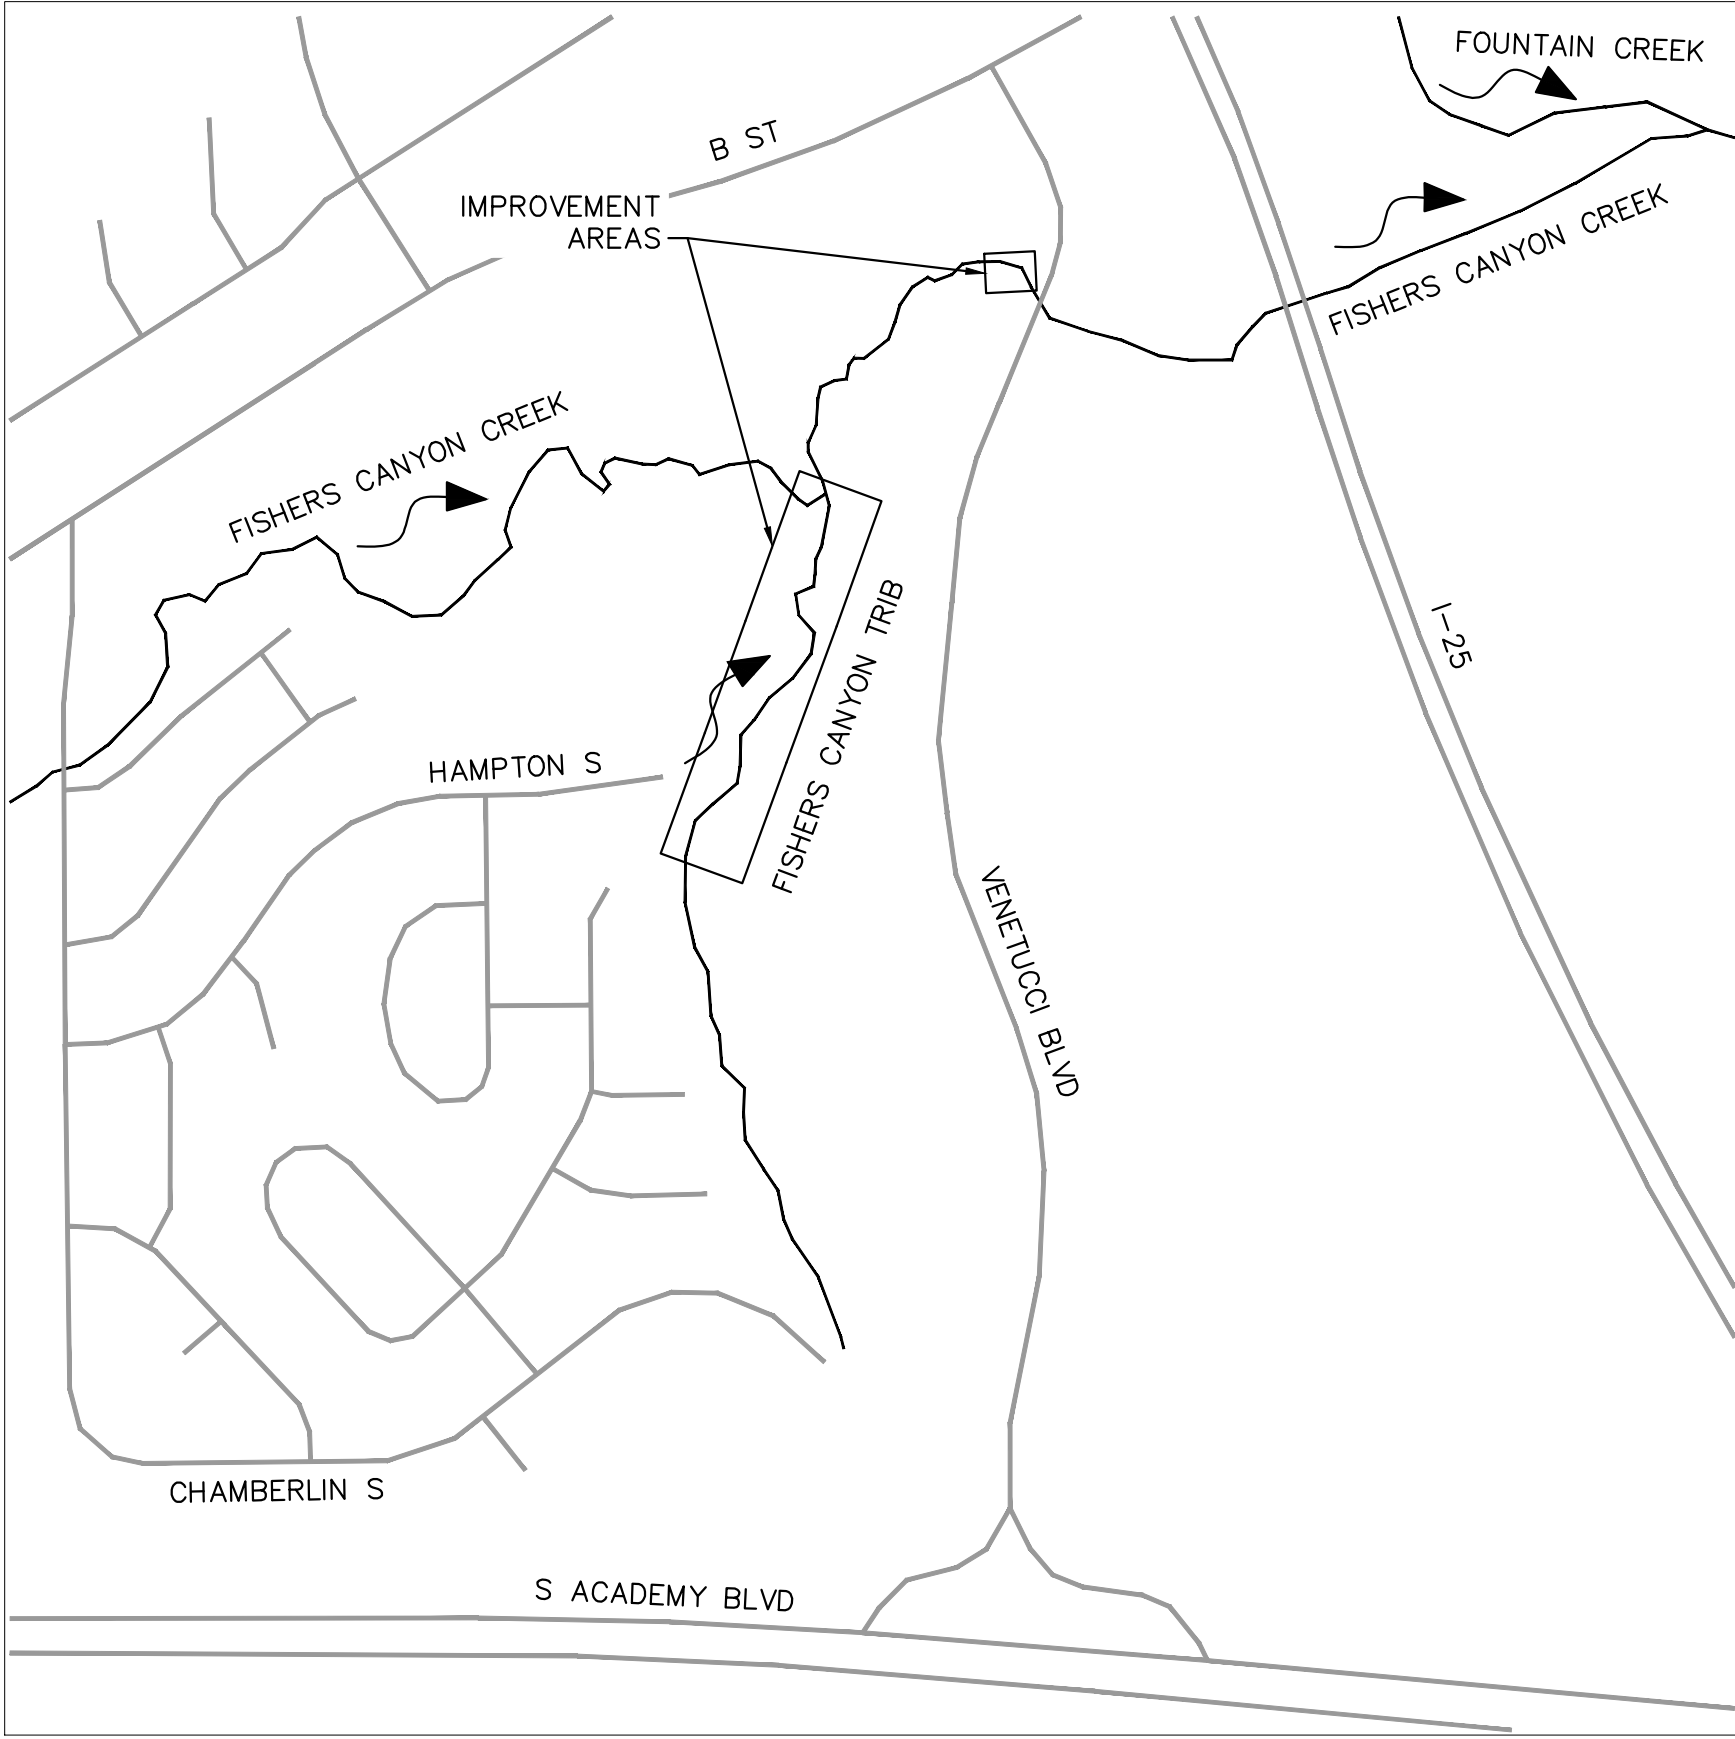 FOUNTAIN CREEK
B ST
IMPROVEMENT
AREAS
FISHERS CANYON CREEK
FISHERS CANYON CREEK
FISHERS CANYON TRIB
I-25
HAMPTON S
VENETUCCI BLVD
CHAMBERLIN S
S ACADEMY BLVD